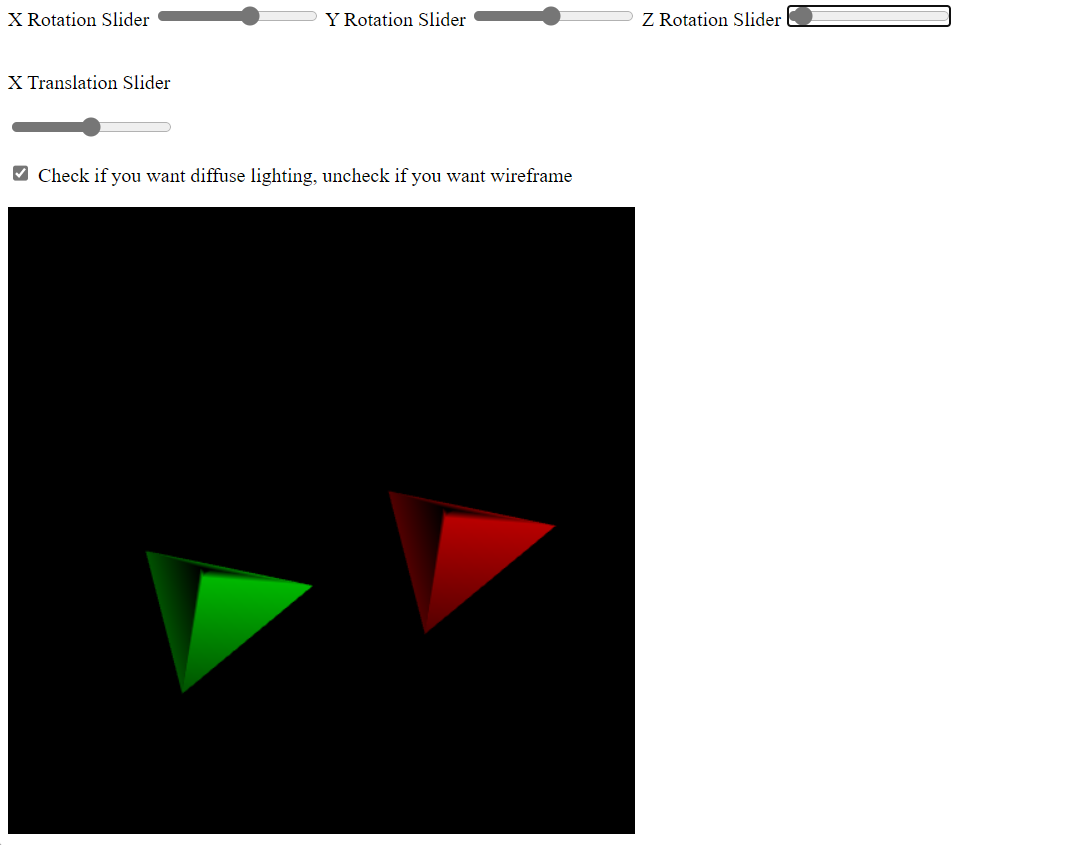 X Rotation Slider Y Rotation Slider Z Rotation Slider
X Translation Slider
Check if you want diffuse lighting, uncheck if you want wireframe